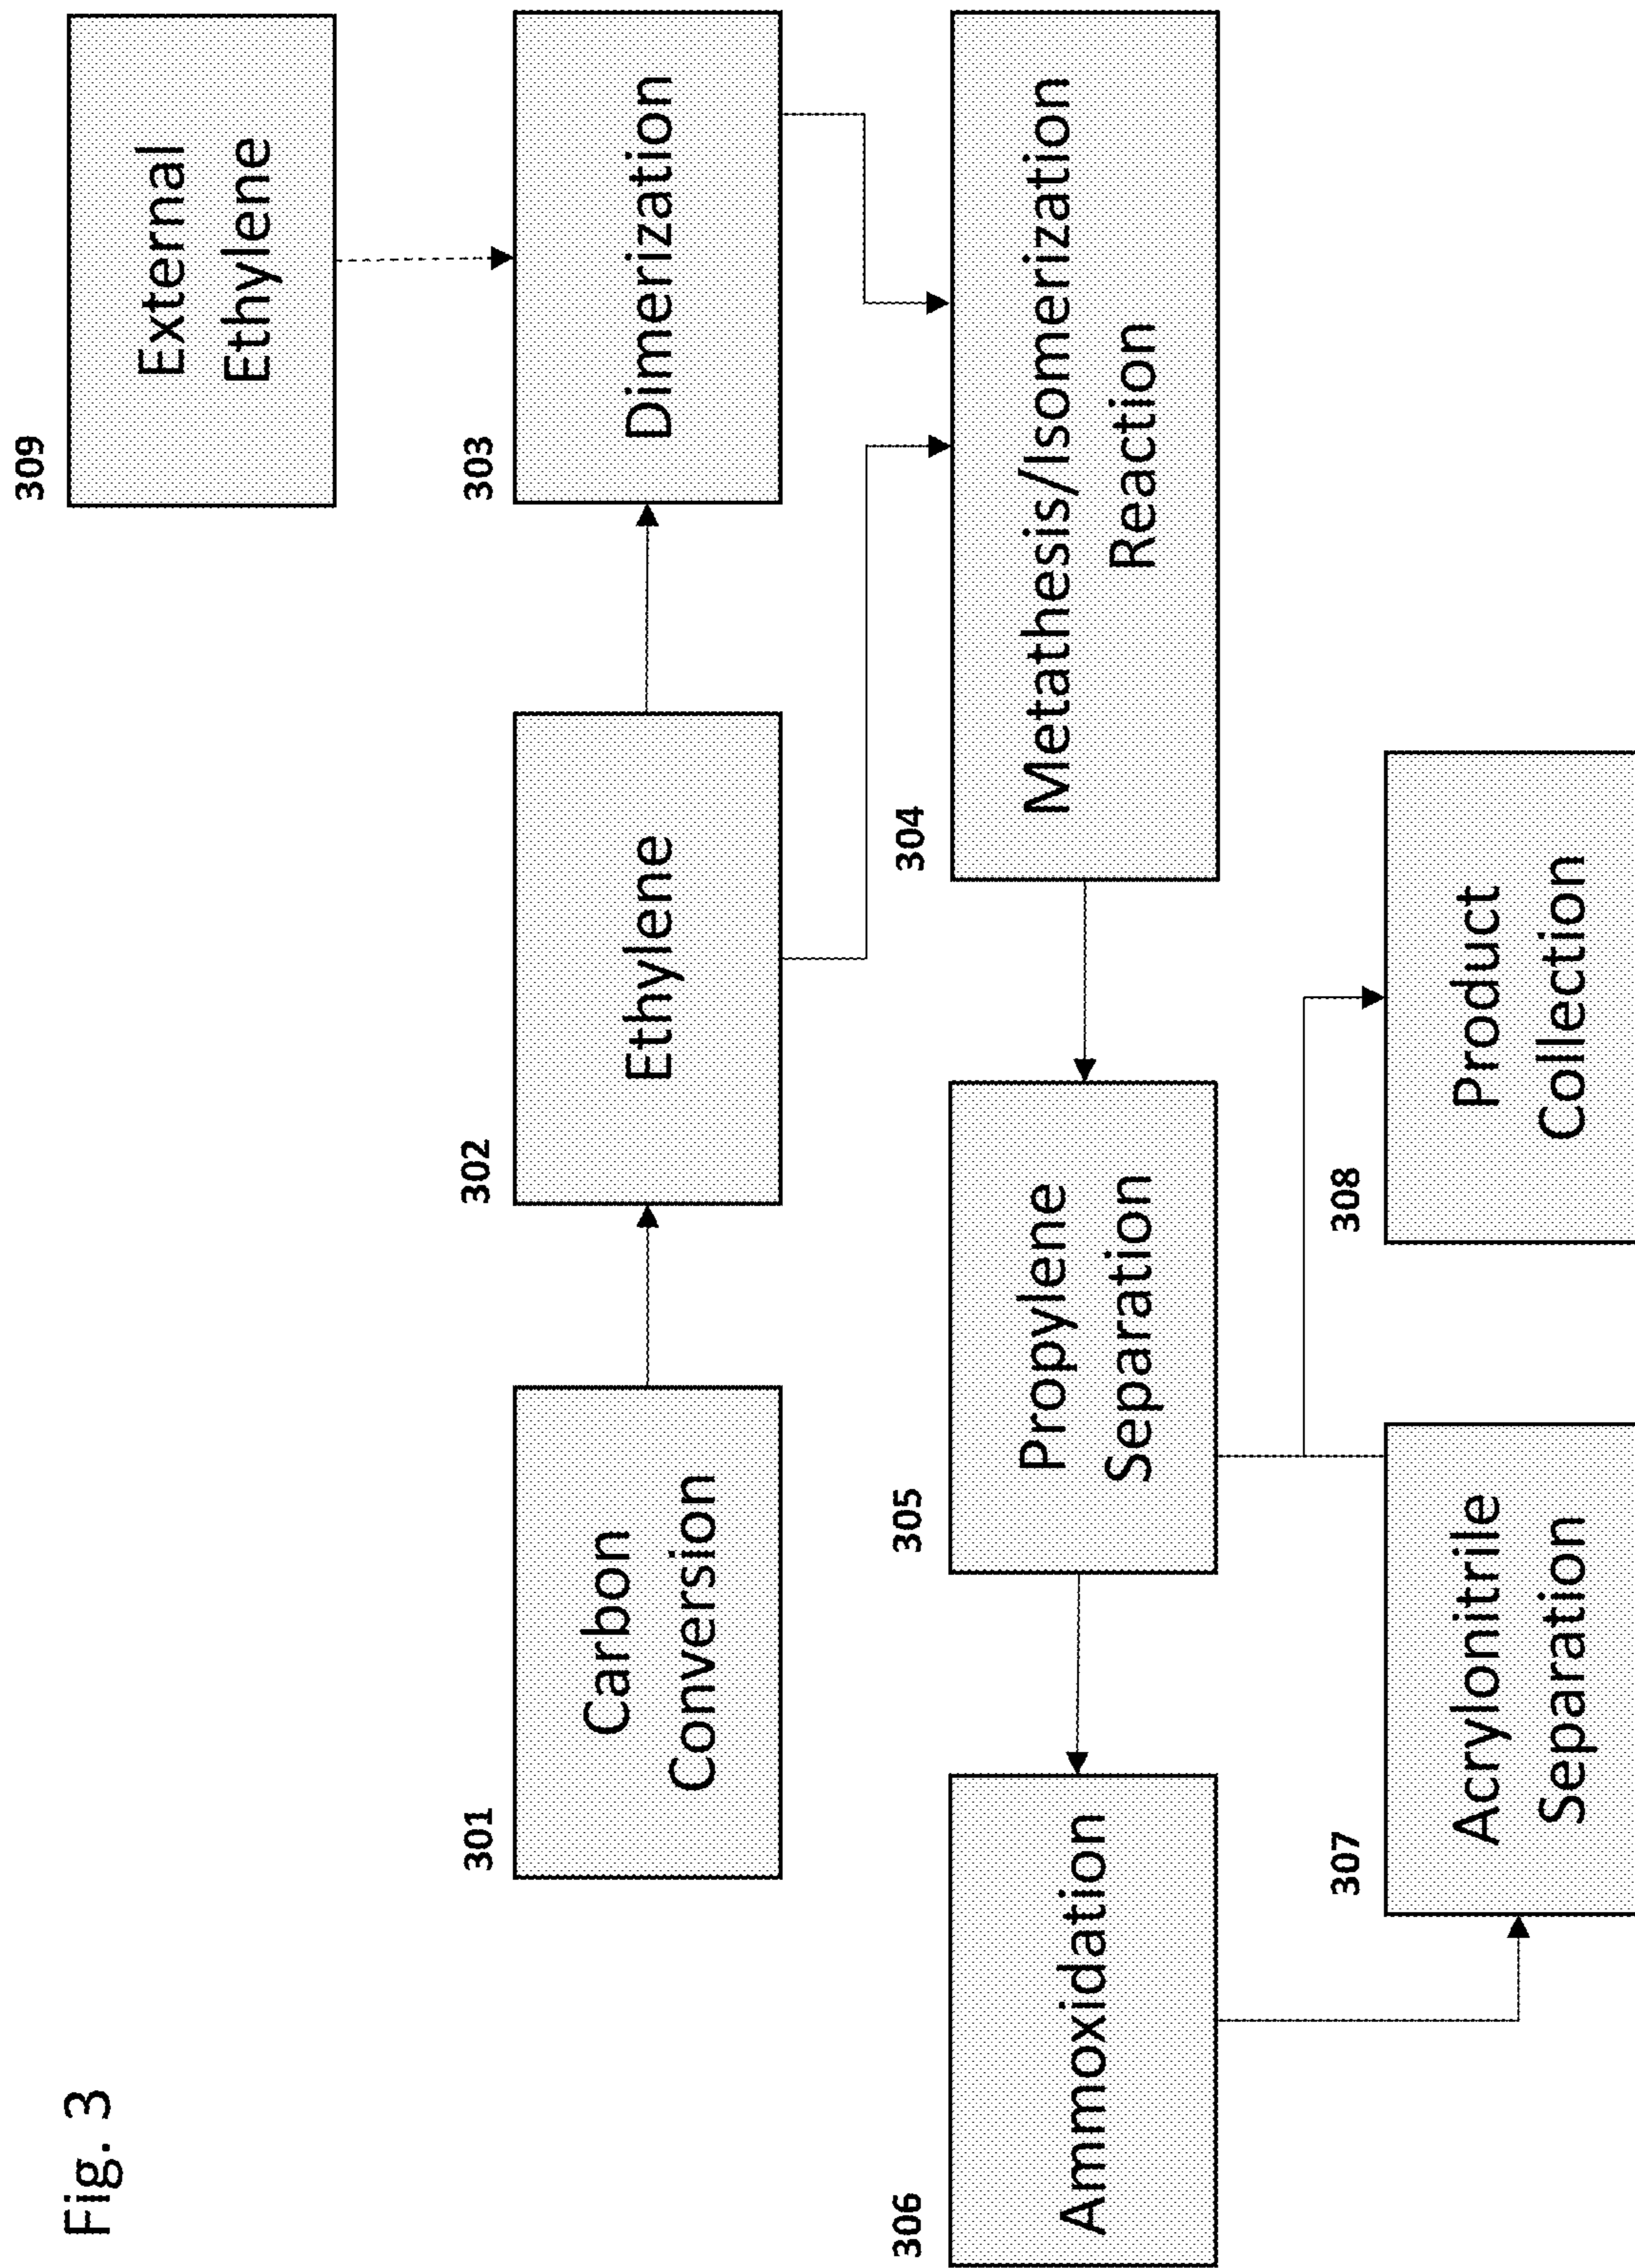 Fig. 3
301
Carbon
Conversion
302
Ethylene
303
Dimerization
309
External
Ethylene
304
Metathesis/Isomerization
Reaction
305
Propylene
Separation
306
Ammoxidation
307
Acrylonitrile
Separation
308
Product
Collection